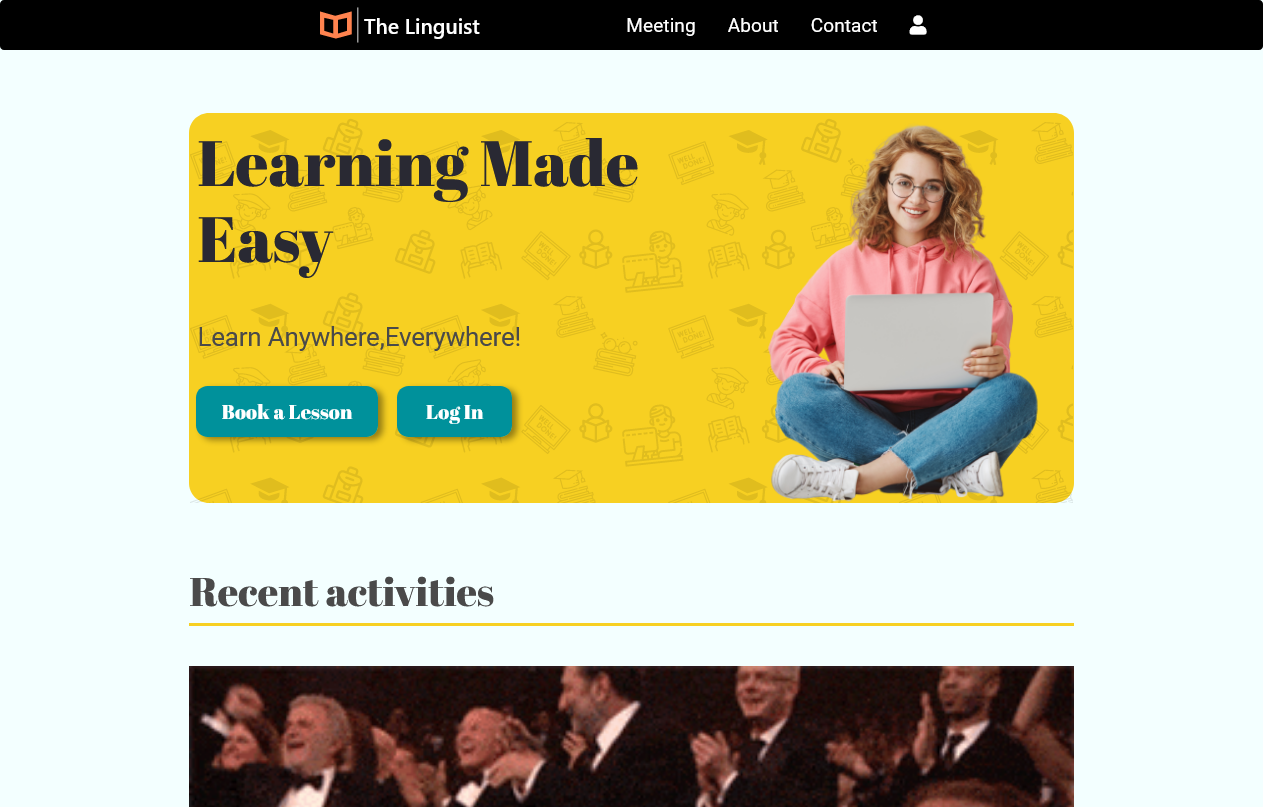 The Linguist
Meeting
About
Contact
Learning Made
Easy
Learn Anywhere,Everywhere!
Book a Lesson
Log In
Recent activities